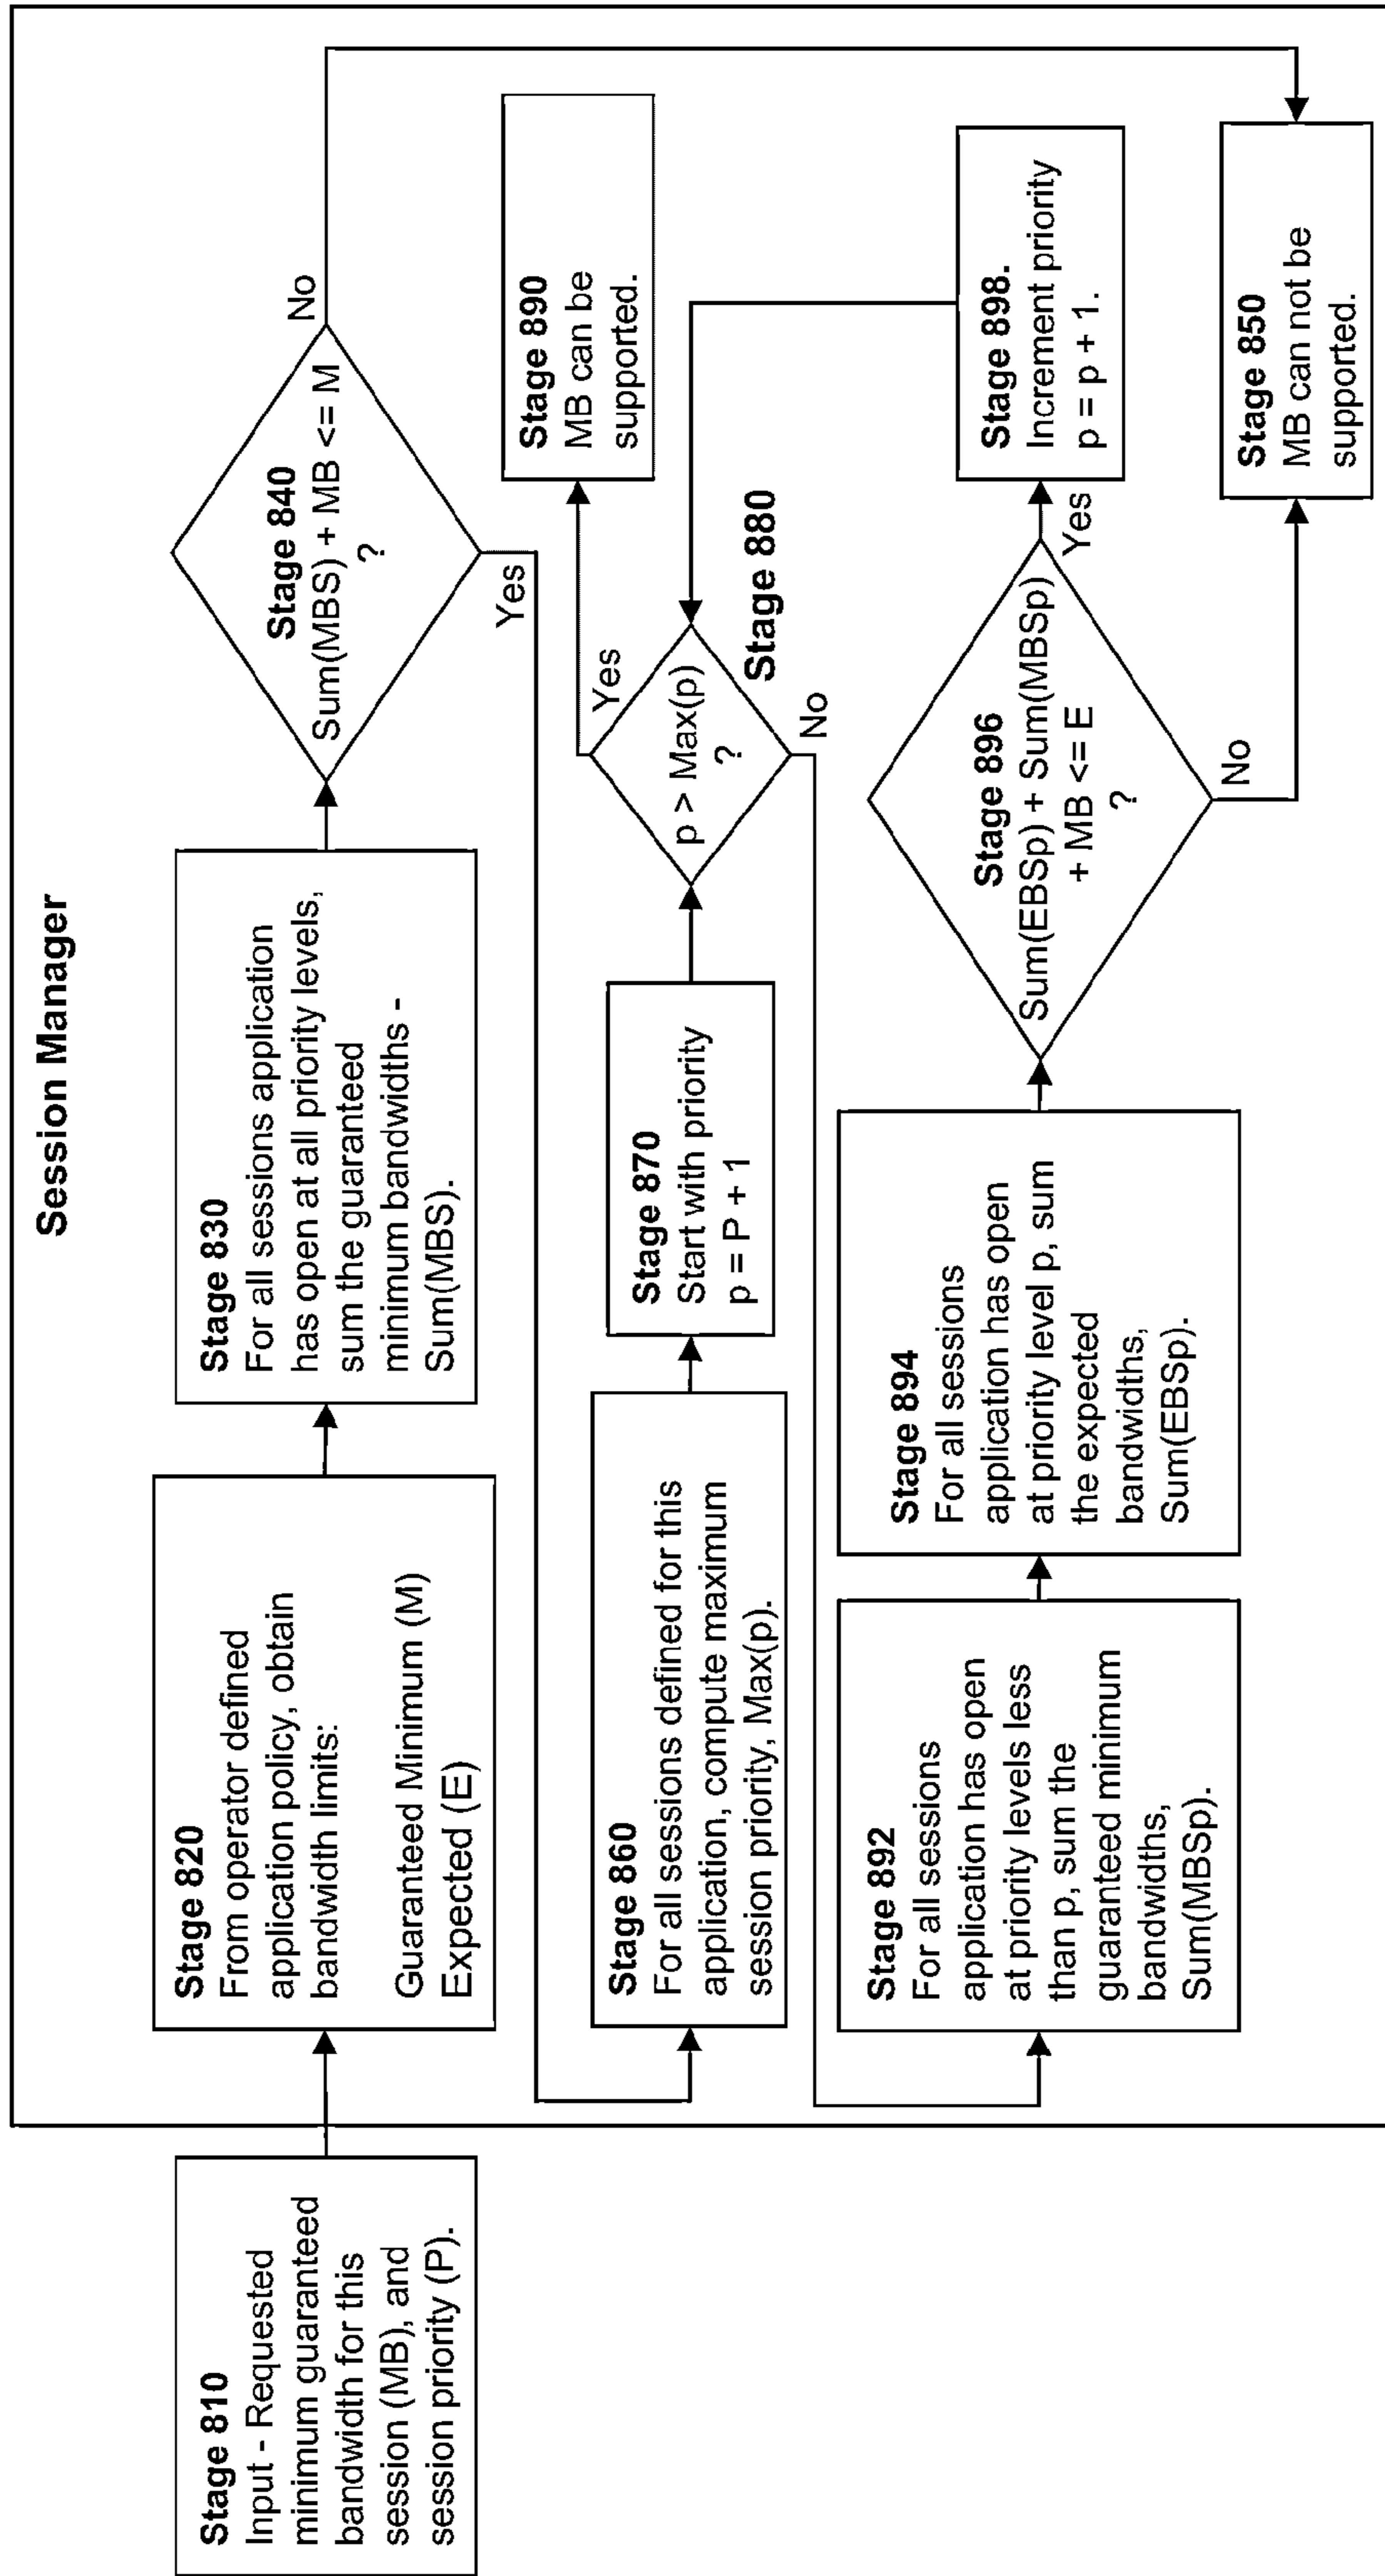 Session Manager
Stage 810
Input - Requested
minimum guaranteed
bandwidth for this
session (MB), and
session priority (P).
Stage 820
From operator defined
application policy, obtain
bandwidth limits:
Guaranteed Minimum (M)
Expected (E)
Stage 830
For all sessions application
has open at all priority levels,
sum the guaranteed
minimum bandwidths -
Sum(MBS).
Stage 840
Sum(MBS) + MB <= M
?
No
Yes
Stage 860
For all sessions defined for this
application, compute maximum
session priority, Max(p).
Stage 870
Start with priority
p = P + 1
p > Max(p)
?
Stage 880
Yes
No
Stage 890
MB can be
supported.
Stage 892
For all sessions
application has open
at priority levels less
than p, sum the
guaranteed minimum
bandwidths,
Sum(MBSp).
Stage 894
For all sessions
application has open
at priority level p, sum
the expected
bandwidths,
Sum(EBSp).
Stage 896
Sum(EBSp) + Sum(MBSp)
+ MB <= E
?
Yes
No
Stage 898.
Increment priority
p = p + 1.
Stage 850
MB can not be
supported.